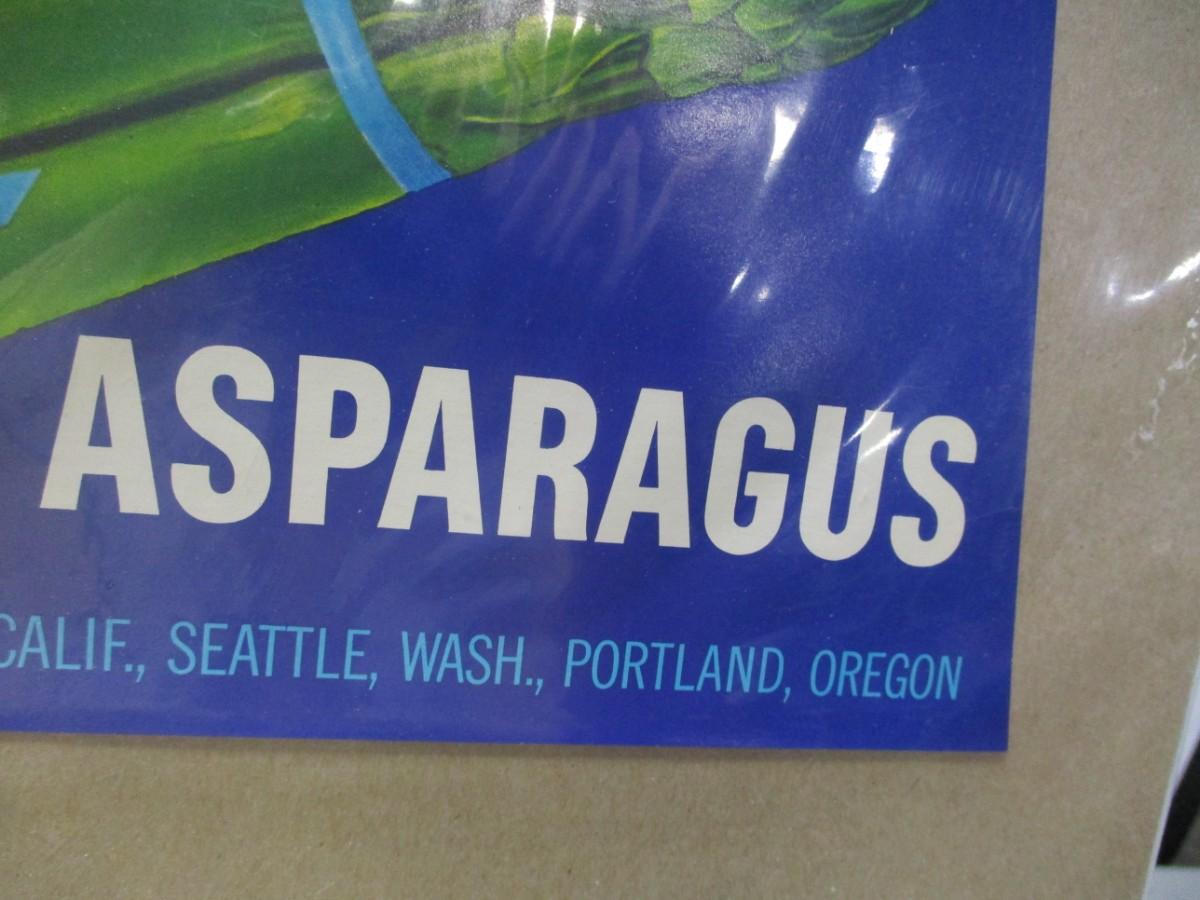 ASPARAGUS
CALIF., SEATTLE, WASH., PORTLAND, OREGON